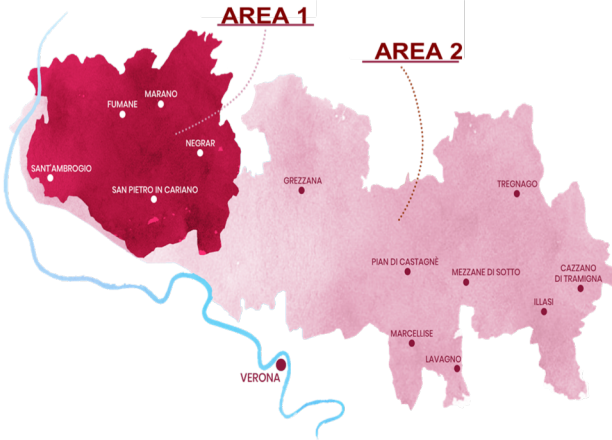 AREA 1
AREA 2
MARANO
FUMANE
NEGRAR
SANT'AMBROGIO
SAN PIETRO IN CARIANO
GREZZANA
TREGNAGO
PIAN DI CASTAGNÈ
MEZZANE DI SOTTO
CAZZANO
DI TRAMIGNA
ILLASI
MARCELLISE
LAVAGNO
VERONA